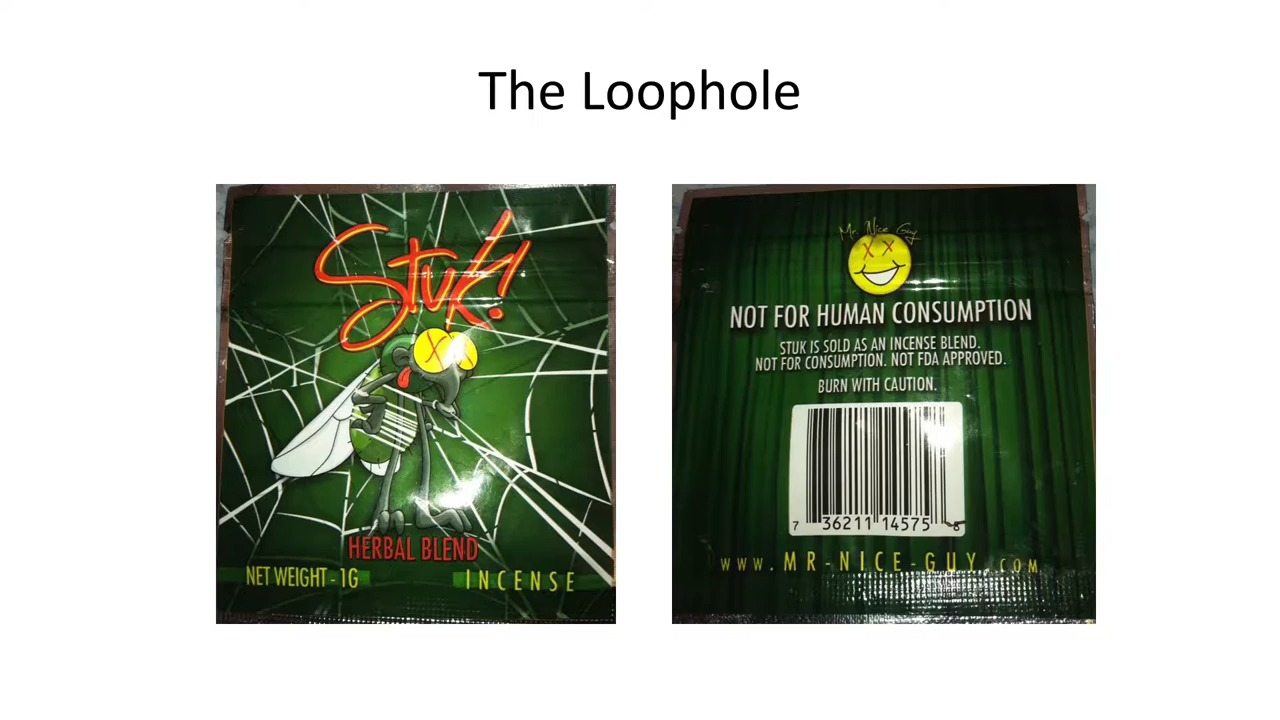 The Loophole
Stuk!
HERBAL BLEND
NET WEIGHT - 1G
INCENSE
Mr. Nice Guy
NOT FOR HUMAN CONSUMPTION
STUK IS SOLD AS AN INCENSE BLEND.
NOT FOR CONSUMPTION. NOT FDA APPROVED.
BURN WITH CAUTION.
7 36211 14575 8
WWW.MR-NICE-GUY.COM